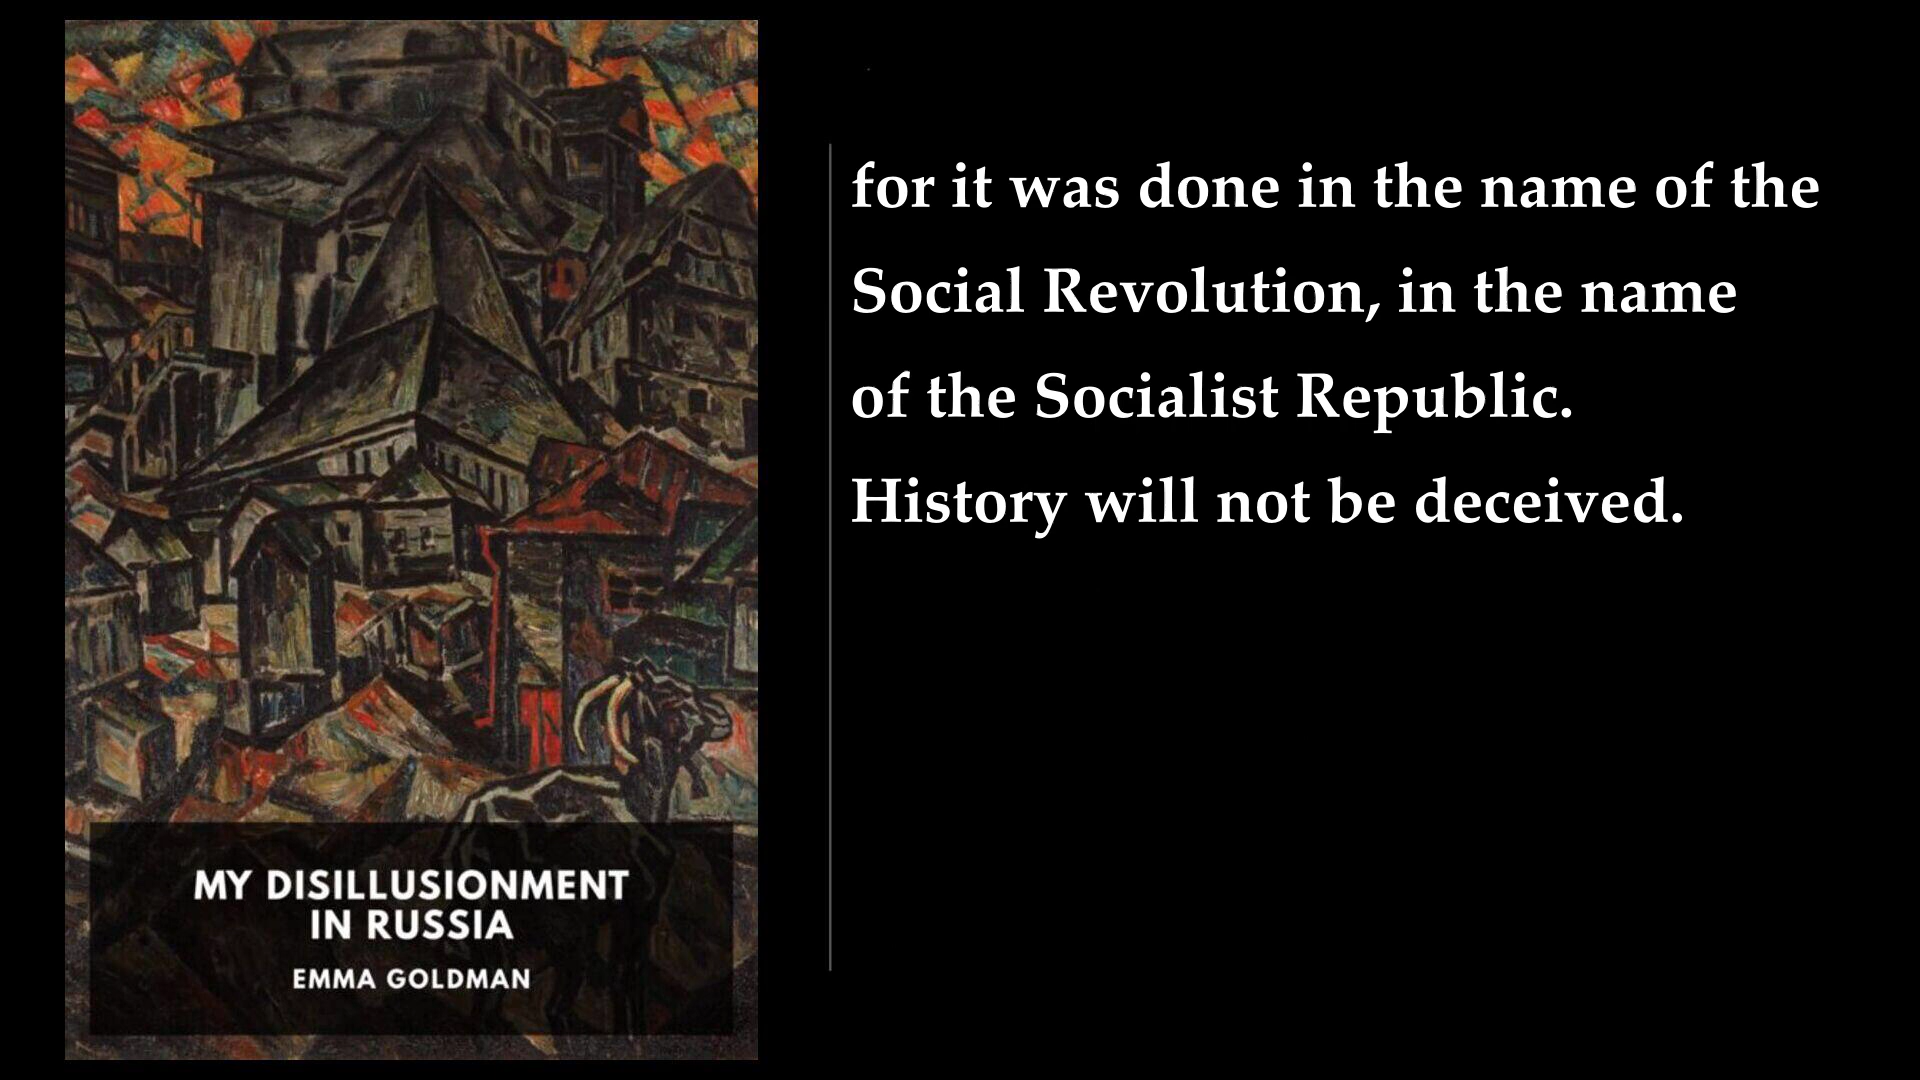 for it was done in the name of the
Social Revolution, in the name
of the Socialist Republic.
History will not be deceived.
MY DISILLUSIONMENT
IN RUSSIA
EMMA GOLDMAN